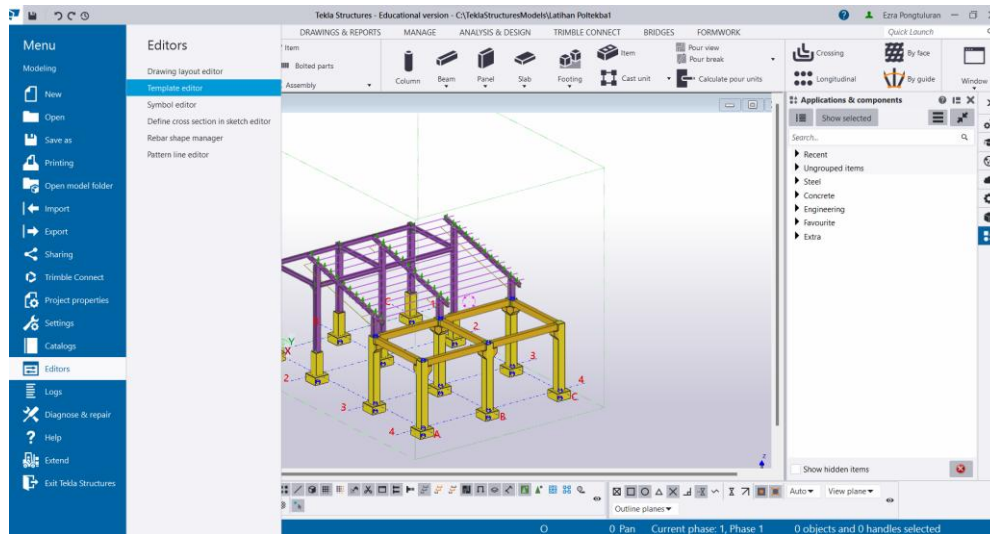 Tekla Structures - Educational version - C:\TeklaStructuresModels\Latihan Poltekba1
Ezra Pongtuluran
Menu
Modeling
New
Open
Save as
Printing
Open model folder
Import
Export
Sharing
Trimble Connect
Project properties
Settings
Catalogs
Editors
Logs
Diagnose & repair
Help
Extend
Exit Tekla Structures
Editors
Drawing layout editor
Template editor
Symbol editor
Define cross section in sketch editor
Rebar shape manager
Pattern line editor
DRAWINGS & REPORTS MANAGE ANALYSIS & DESIGN TRIMBLE CONNECT BRIDGES FORMWORK
Quick Launch
Item
Bolted parts
Assembly
Column Beam Panel Slab Footing
Item
Cast unit
Pour view
Pour break
Calculate pour units
Crossing
Longitudinal
By face
By guide
Window
Applications & components
Show selected
Search...
Recent
Ungrouped items
Steel
Concrete
Engineering
Favourite
Extra
Show hidden items
Y
X
C
1
2
3
4
C
2
3
B
4
A
z
Auto View plane
Outline planes
O 0 Pan Current phase: 1, Phase 1 0 objects and 0 handles selected